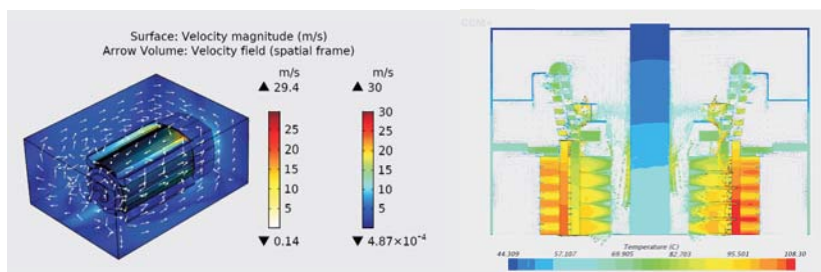 Surface: Velocity magnitude (m/s)
Arrow Volume: Velocity field (spatial frame)
m/s m/s
▲ 29.4 ▲ 30
30
25 25
20 20
15 15
10 10
5 5
▼ 0.14 ▼ 4.87×10⁻⁴
Temperature (C)
44.309 57.107 69.905 82.703 95.501 108.30